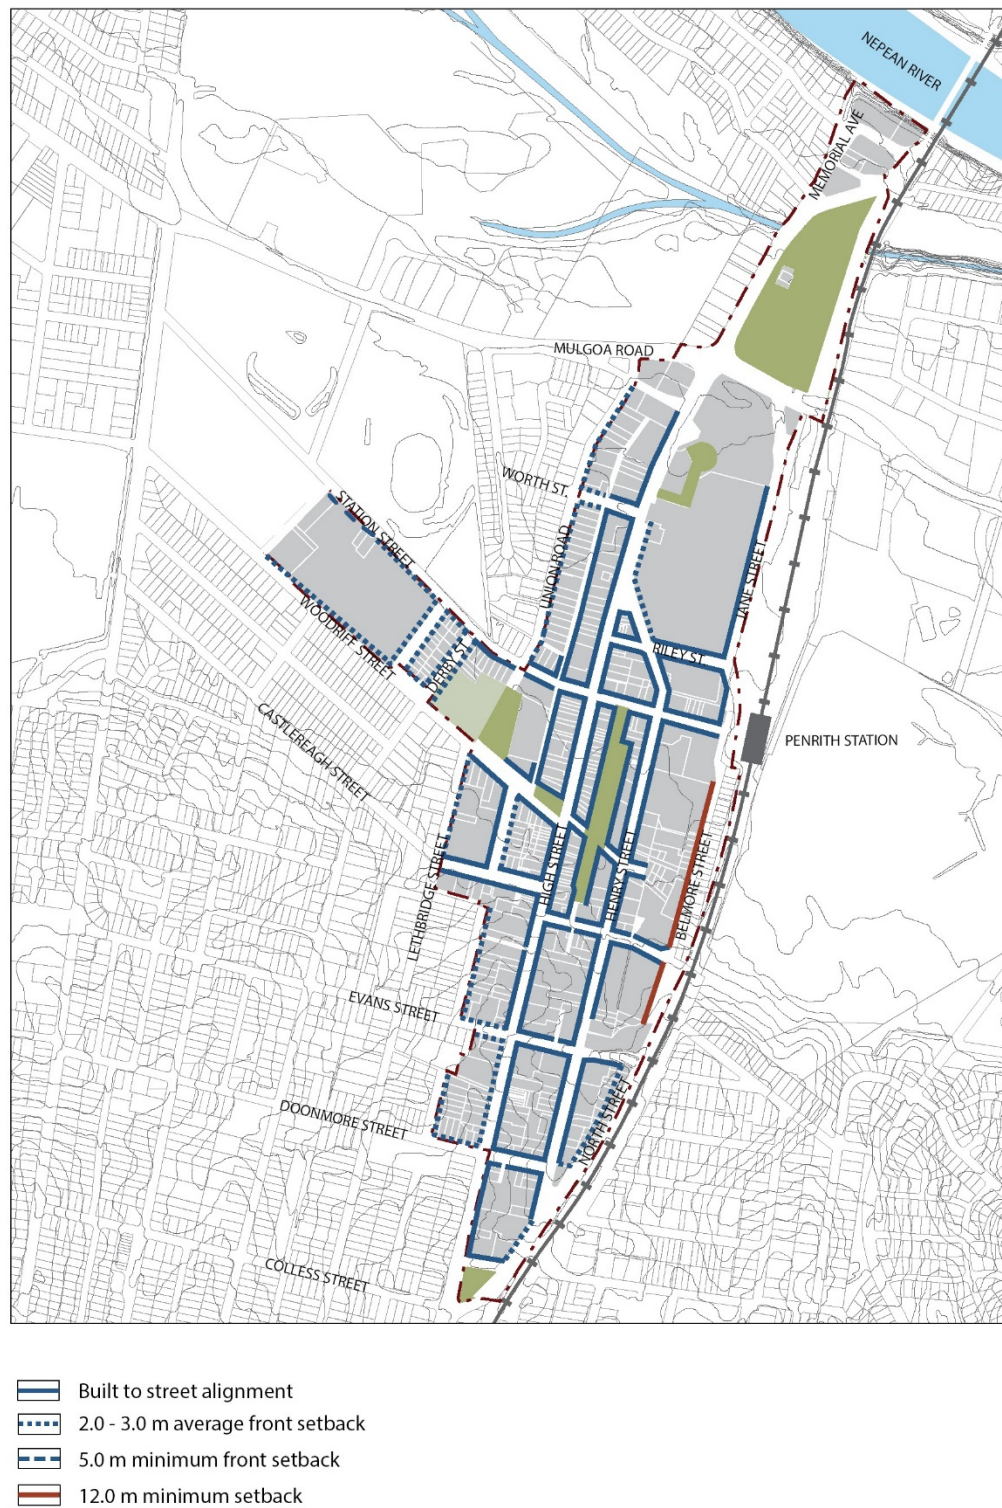 NEPEAN RIVER
MEMORIAL AVE
MULGOA ROAD
WORTH ST.
STATION STREET
UNION ROAD
JANE STREET
WOODRIFF STREET
DERBY ST.
RILEY ST.
CASTLEREAGH STREET
PENRITH STATION
LETHBRIDGE STREET
HIGH STREET
HENRY STREET
BELMORE STREET
EVANS STREET
DOONMORE STREET
NORTH STREET
COLLESS STREET
Built to street alignment
2.0 - 3.0 m average front setback
5.0 m minimum front setback
12.0 m minimum setback